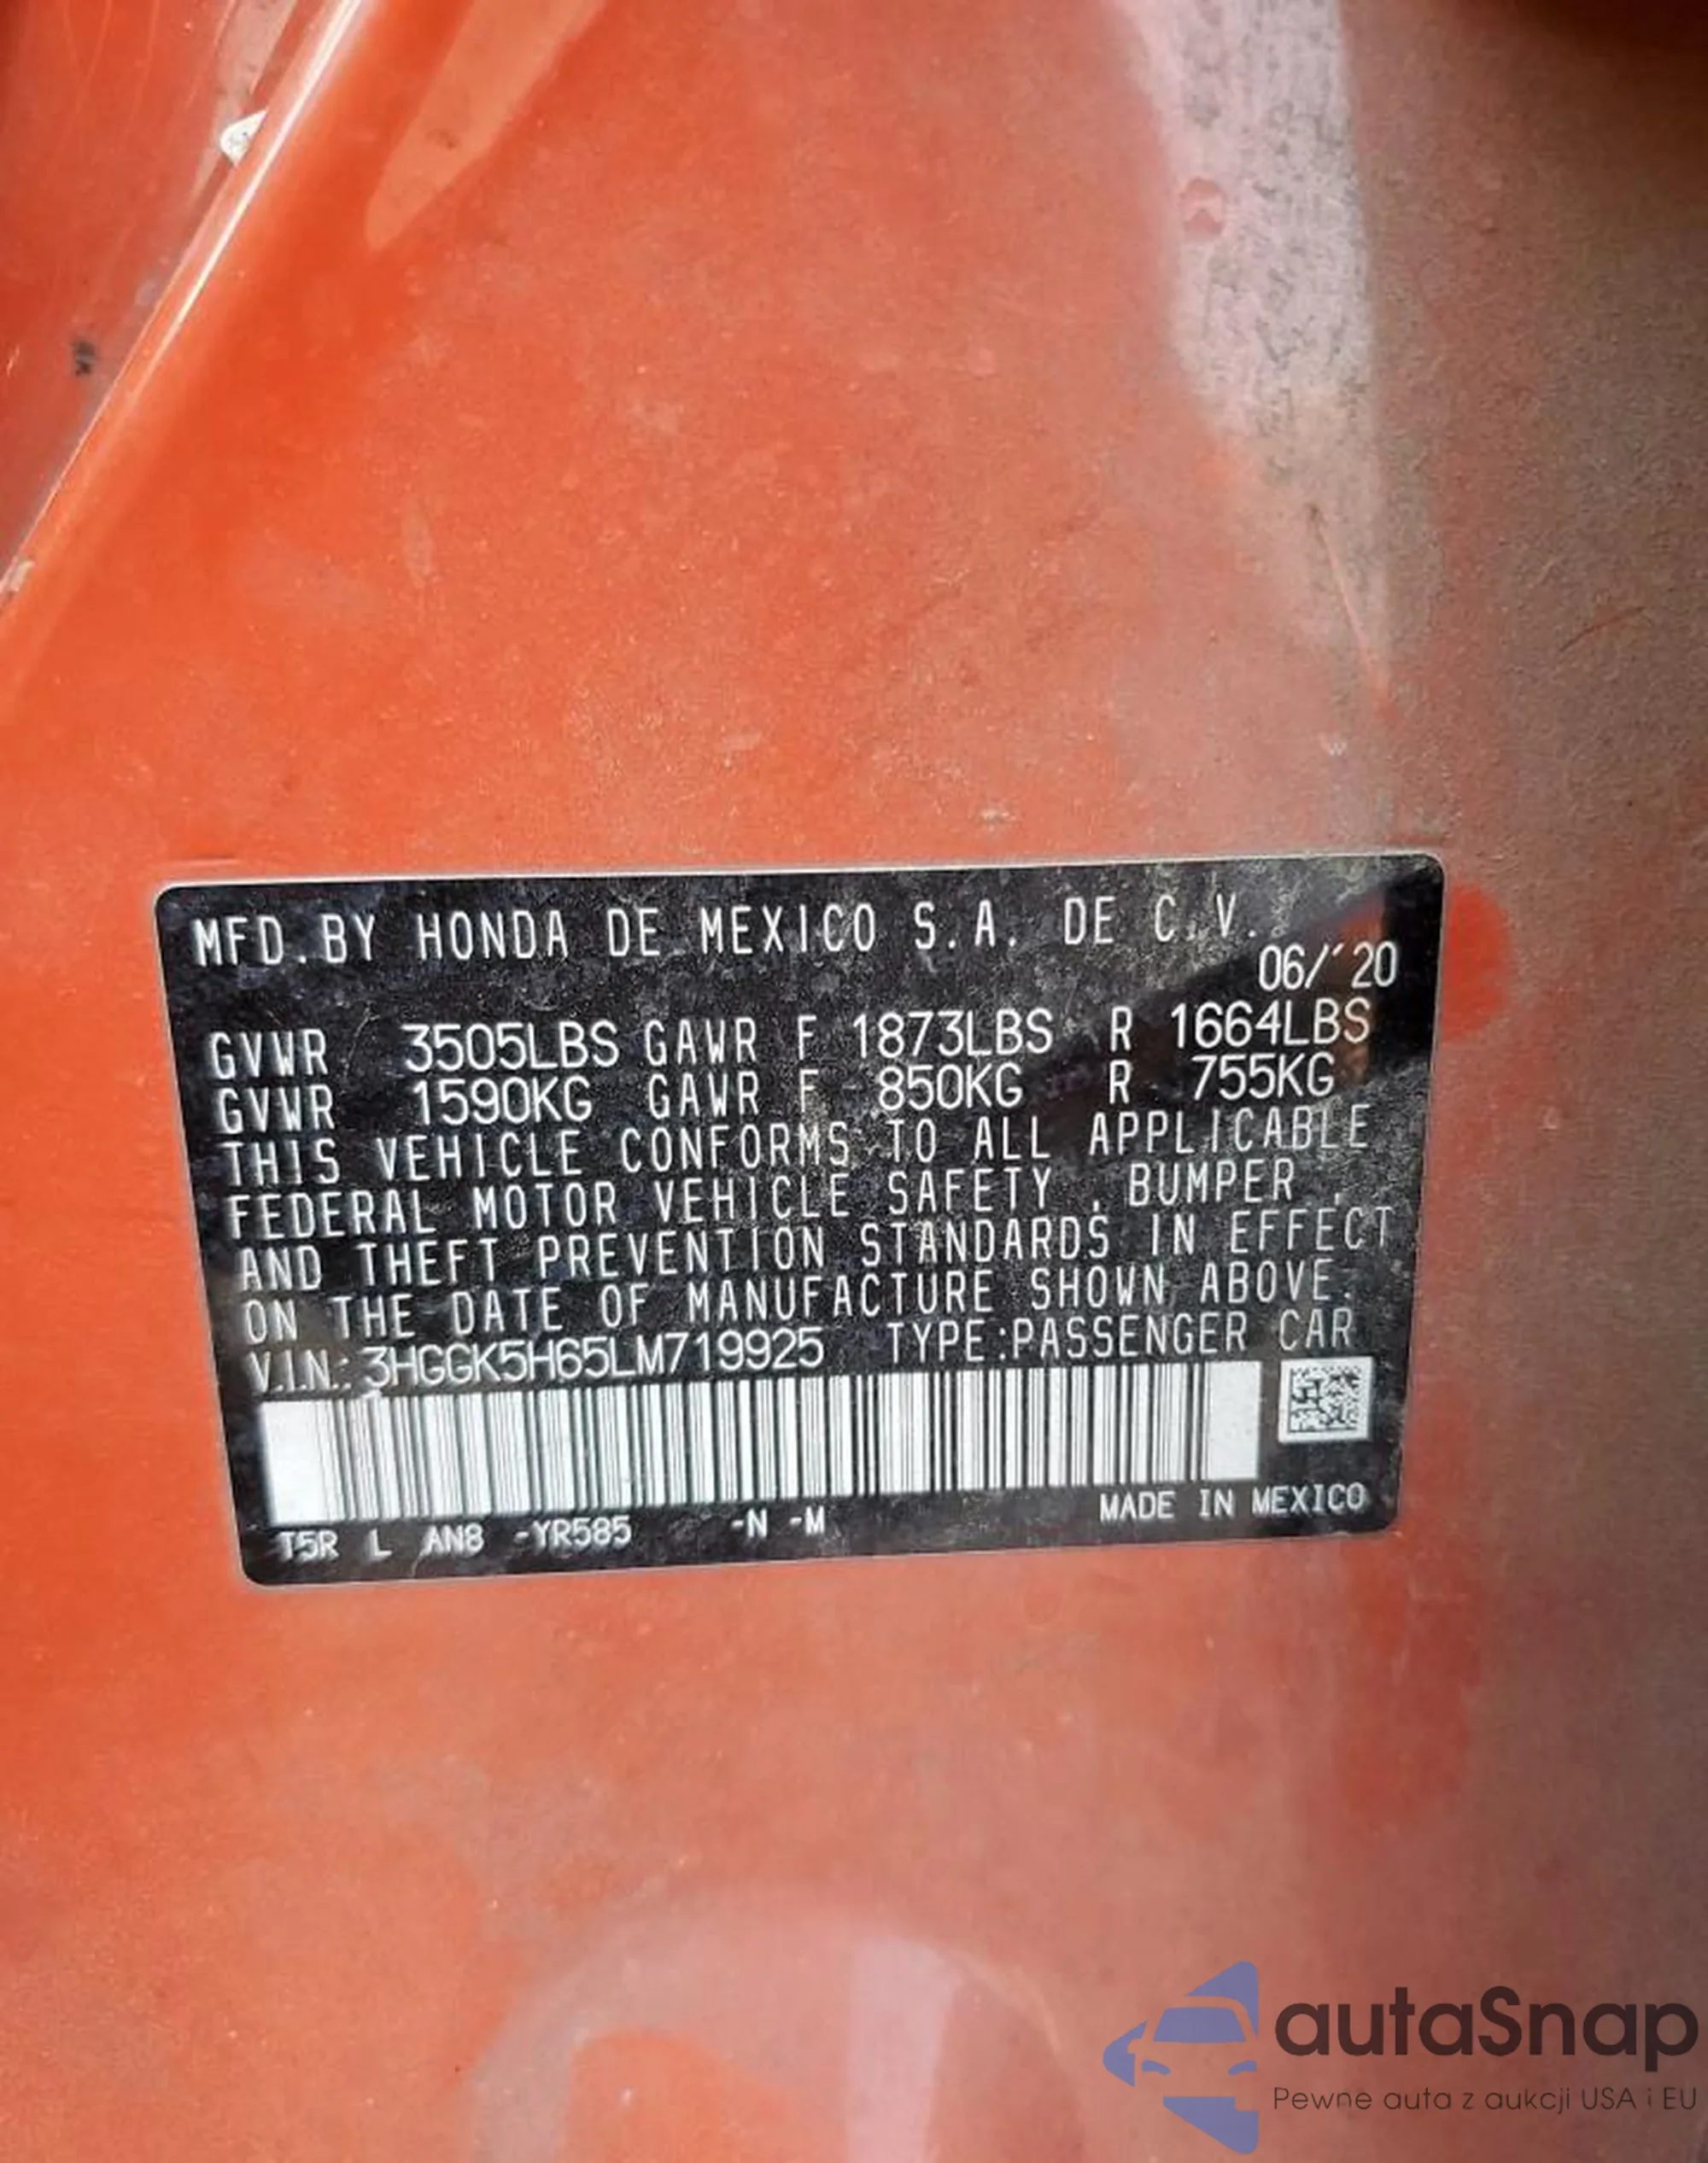 MFD.BY HONDA DE MEXICO S.A. DE C.V.
06/'20
GVWR 3505LBS GAWR F 1873LBS R 1664LBS
GVWR 1590KG GAWR F 850KG R 755KG
THIS VEHICLE CONFORMS TO ALL APPLICABLE
FEDERAL MOTOR VEHICLE SAFETY , BUMPER ,
AND THEFT PREVENTION STANDARDS IN EFFECT
ON THE DATE OF MANUFACTURE SHOWN ABOVE.
V.I.N.: 3HGGK5H65LM719925 TYPE:PASSENGER CAR
T5R L AN8 -YR585 -N -M MADE IN MEXICO
autaSnap
Pewne auta z aukcji USA i EU